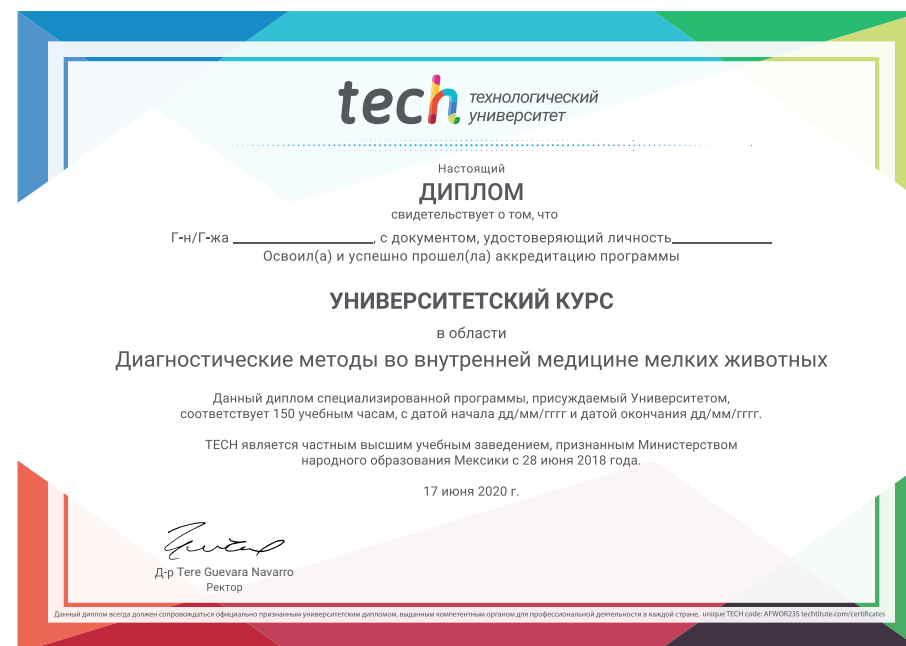 tech технологический
университет
Настоящий
ДИПЛОМ
свидетельствует о том, что
Г-н/Г-жа ____________________, с документом, удостоверяющий личность______________
Освоил(а) и успешно прошел(ла) аккредитацию программы
УНИВЕРСИТЕТСКИЙ КУРС
в области
Диагностические методы во внутренней медицине мелких животных
Данный диплом специализированной программы, присуждаемый Университетом,
соответствует 150 учебным часам, с датой начала дд/мм/гггг и датой окончания дд/мм/гггг.
TECH является частным высшим учебным заведением, признанным Министерством
народного образования Мексики с 28 июня 2018 года.
17 июня 2020 г.
Д-р Tere Guevara Navarro
Ректор
Данный диплом всегда должен сопровождаться официально признанным университетским дипломом, выданным компетентным органом для профессиональной деятельности в каждой стране. unique TECH code: AFWOR23S techtitute.com/certificates